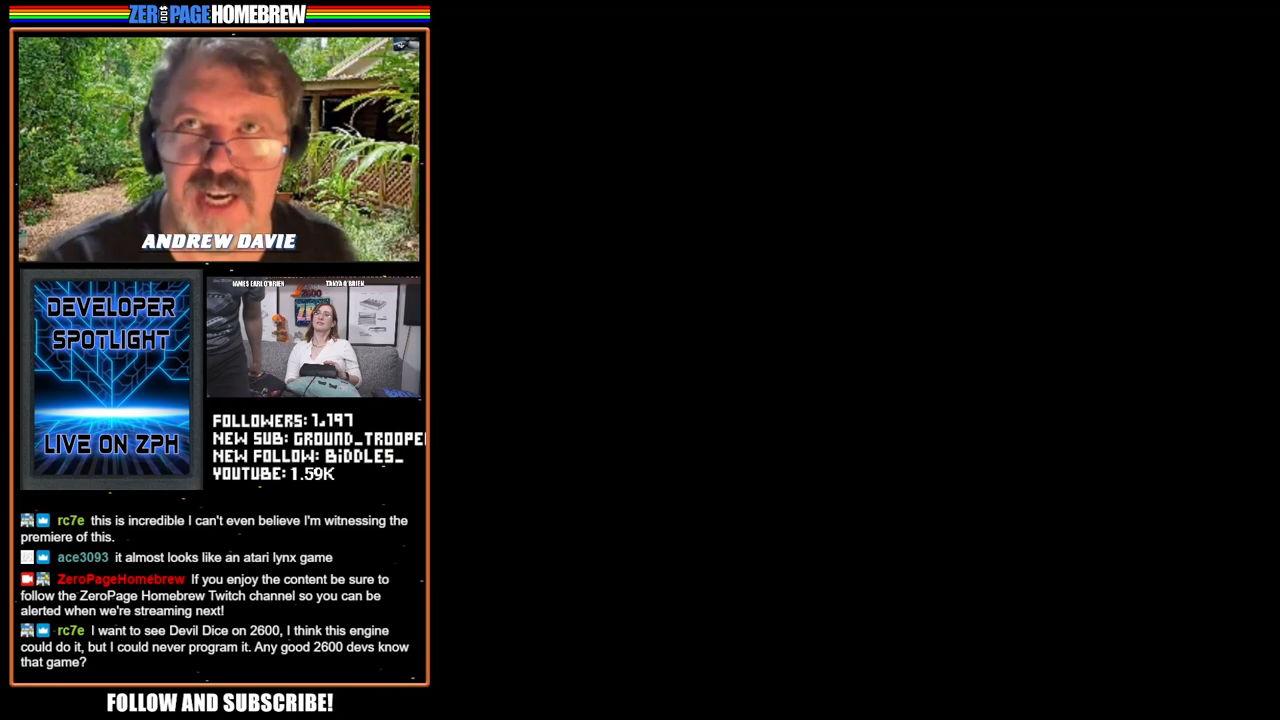 ZERO PAGE HOMEBREW
ANDREW DAVIE
JAMES EARL O'BRIEN TANYA O'BRIEN
DEVELOPER
SPOTLIGHT
LIVE ON ZPH
FOLLOWERS: 1,197
NEW SUB: GROUND_TROOPE
NEW FOLLOW: BIDDLES_
YOUTUBE: 1.59K
rc7e this is incredible I can't even believe I'm witnessing the
premiere of this.
ace3093 it almost looks like an atari lynx game
ZeroPageHomebrew If you enjoy the content be sure to
follow the ZeroPage Homebrew Twitch channel so you can be
alerted when we're streaming next!
rc7e I want to see Devil Dice on 2600, I think this engine
could do it, but I could never program it. Any good 2600 devs know
that game?
FOLLOW AND SUBSCRIBE!